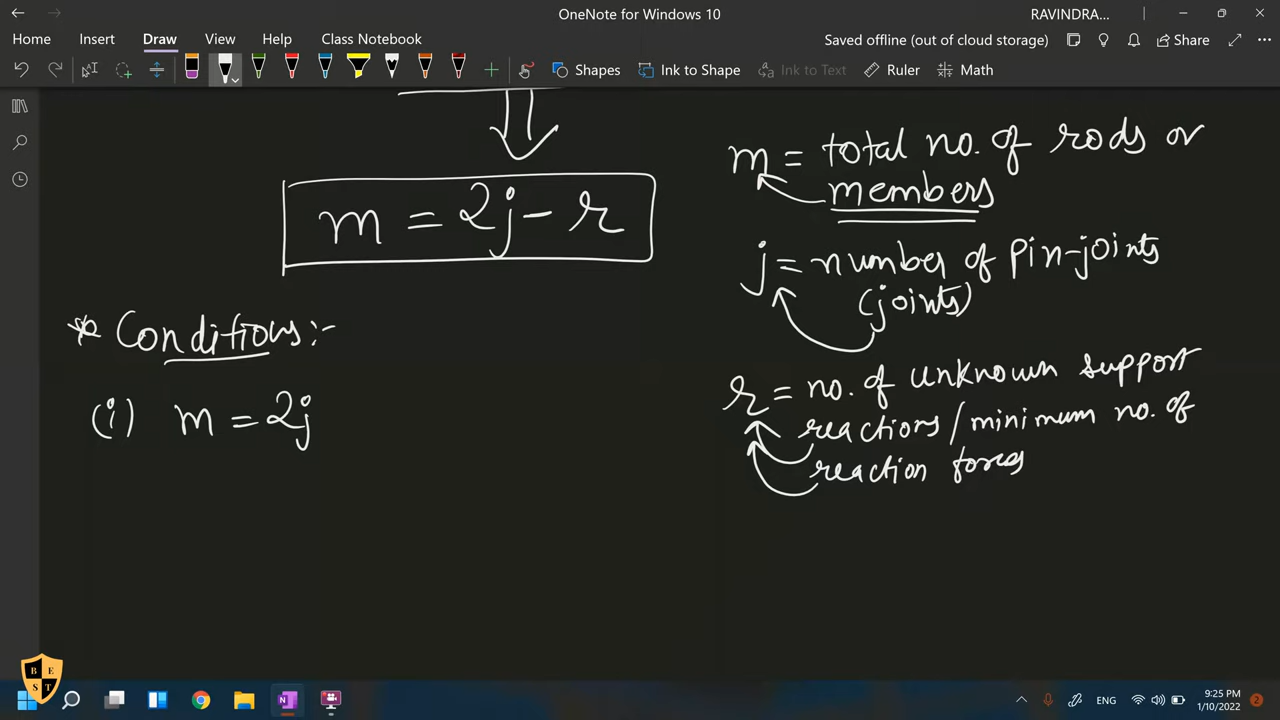 OneNote for Windows 10
RAVINDRA...
Home Insert Draw View Help Class Notebook
Saved offline (out of cloud storage)
Share
Shapes
Ink to Shape
Ink to Text
Ruler
Math
m = 2j - r
* Conditions:-
(i) m = 2j
m = total no. of rods or
members
j = number of pin-joints
(joints)
r = no. of unknown support
reactions/minimum no. of
reaction forces
B E
S T
ENG
9:25 PM
1/10/2022
2